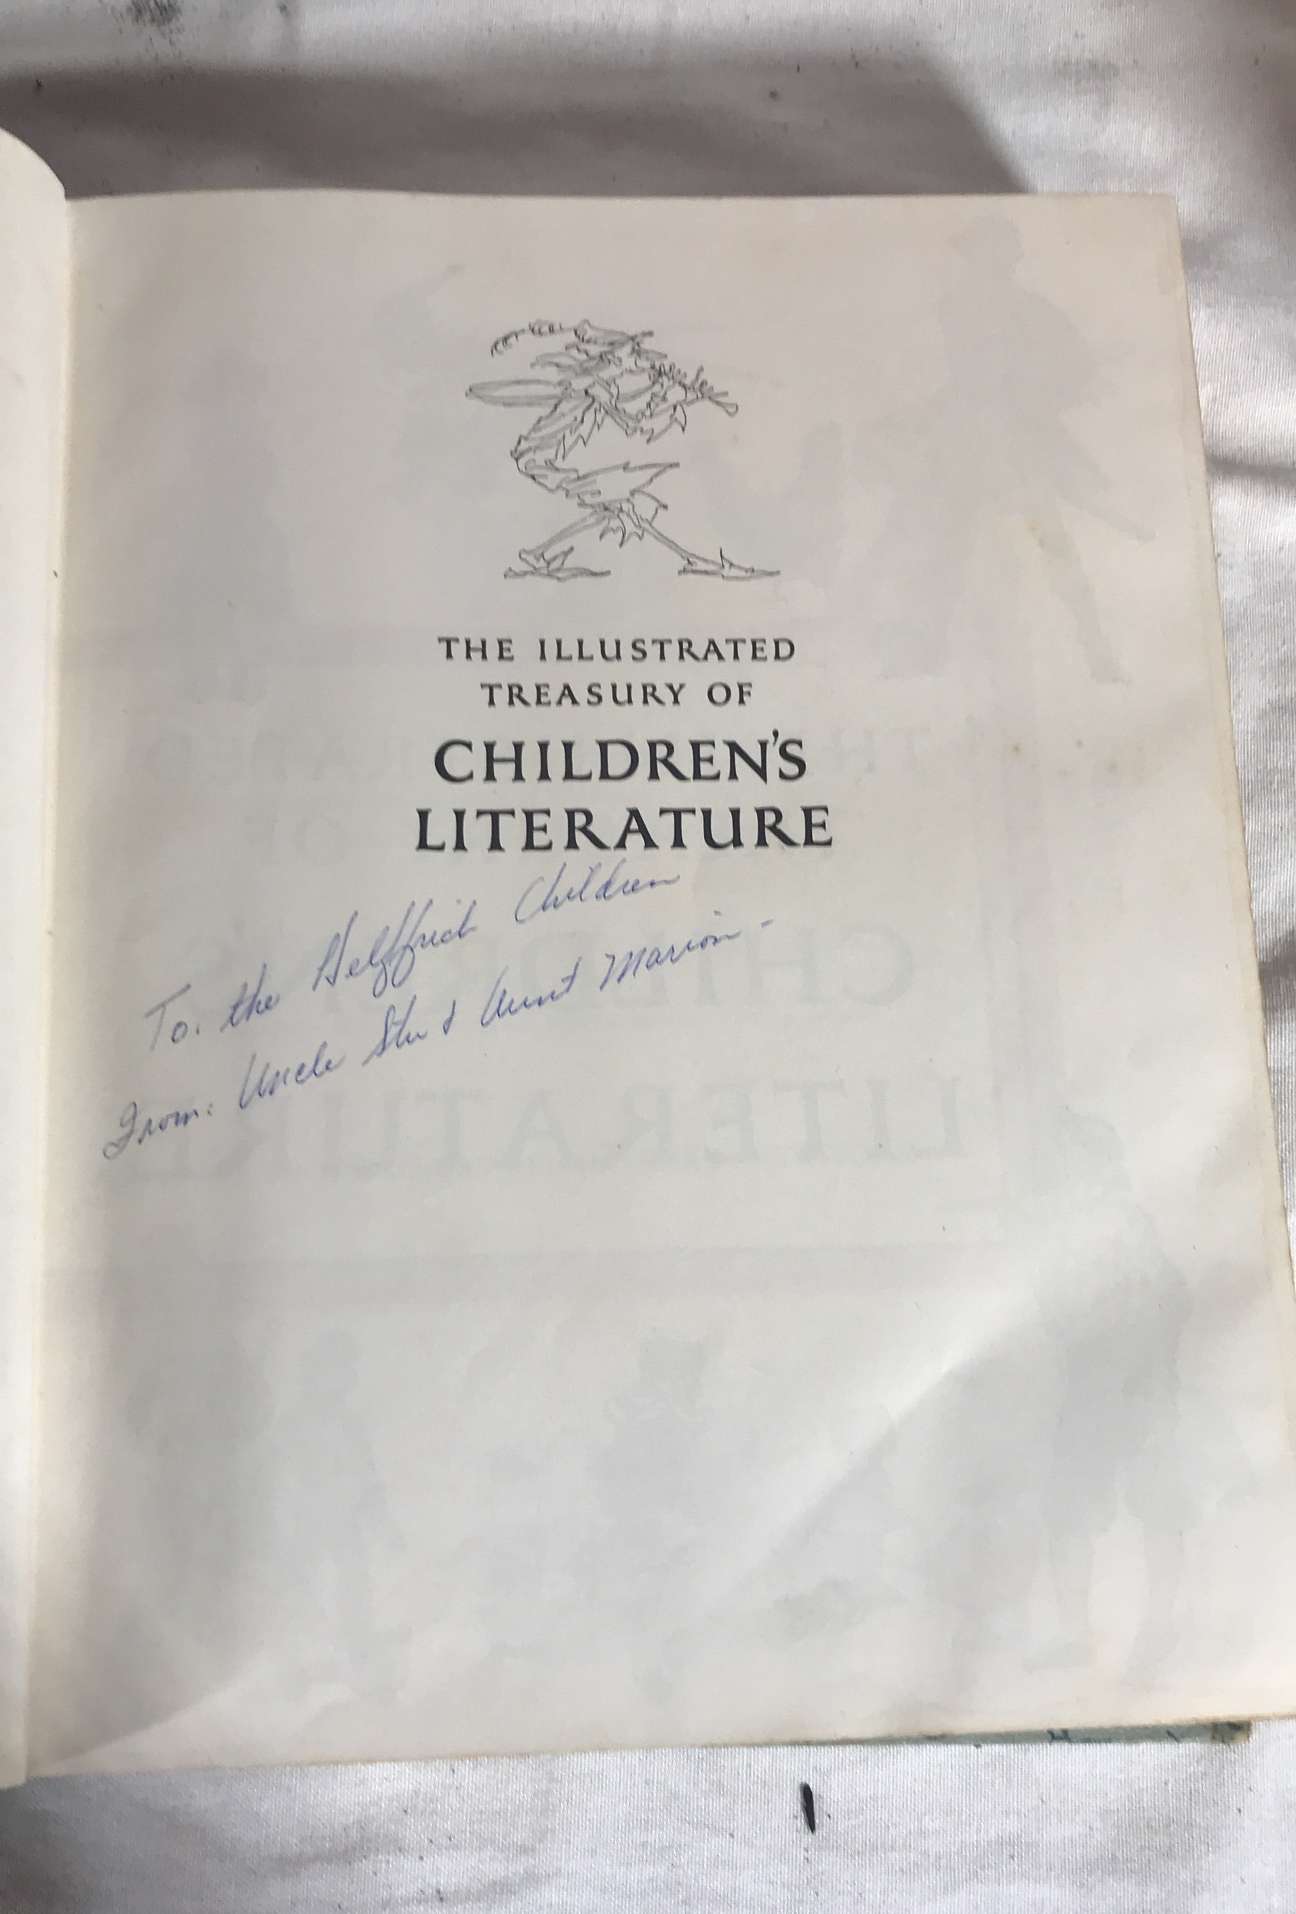 THE ILLUSTRATED
TREASURY OF
CHILDREN'S
LITERATURE
To. the Helffrich Children
From: Uncle Stu & Aunt Marion -